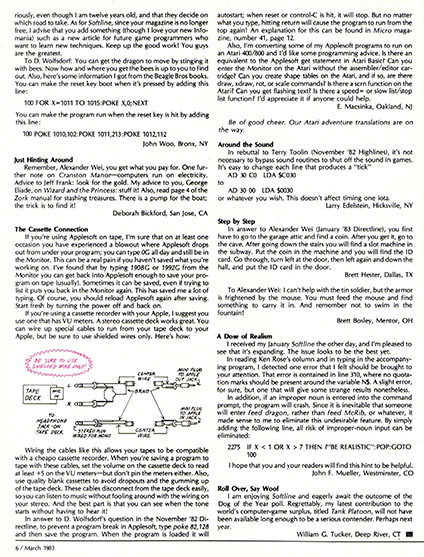 riously, even though I am twelve years old, and that they decide on
which road to take. As for Softline, since your magazine is no longer
free, I advise that you add something (though I love your new Info-
mania) such as a new article for future game programmers who
want to learn new techniques. Keep up the good work! You guys
are the greatest.
To D. Wolfsdorf: You can get the dragon to move by stinging it
with bees. Now how and where you get the bees is up to you to find
out. Also, here's some information I got from the Beagle Bros books.
You can make the reset key boot when it's pressed by adding this
line:
100 FOR X=1011 TO 1015:POKE X,0:NEXT
You can make the program run when the reset key is hit by adding
this line:
100 POKE 1010,102:POKE 1011,213:POKE 1012,112
John Woo, Bronx, NY
Just Hinting Around
Remember, Alexander Wei, you get what you pay for. One fur-
ther note on Cranston Manor—computers run on electricity.
Advice to Jeff Franà: look for the gold. My advice to you, George
Eliade, on Wizard and the Princess: stuff it! Also, read page 4 of the
Zork manual for stashing treasures. There is a pump for the boat;
the trick is to find it!
Deborah Bickford, San Jose, CA
The Cassette Connection
If you're using Applesoft on tape, I'm sure that on at least one
occasion you have experienced a blowout where Applesoft drops
out from under your program; you can type 0G all day and still be in
the Monitor. This can be a real pain if you haven't saved what you're
working on. I've found that by typing 198BG or 1992G from the
Monitor you can get back into Applesoft enough to save your pro-
gram on tape (usually). Sometimes it can be saved, even if trying to
list it puts you back in the Monitor again. This has saved me a lot of
typing. Of course, you should reload Applesoft again after saving.
Start fresh by turning the power off and back on.
If you're using a cassette recorder with your Apple, I suggest you
use one that has VU meters. A stereo cassette deck works great. You
can wire up special cables to run from your tape deck to your
Apple, but be sure to use shielded wires only. Here's how:
BE SURE TO USE
SHIELDED WIRE ONLY!
TAPE
DECK
MIC
IN
L
R
CENTER
WIRE
BRAID
MINI PLUG
TO APPLE
OUT JACK
MINI PLUG
TO APPLE
IN JACK
TO
HEADPHONE
JACK ON
TAPE DECK
STEREO PLUG
WIRED FOR MONO
CENTER
WIRE
Wiring the cables like this allows your tapes to be compatible
with a cheapo cassette recorder. When you're saving a program to
tape with these cables, set the volume on the cassette deck to read
at least +5 on the VU meters—but don't pin the meters either. Also,
use quality blank cassettes to avoid dropouts and the gumming up
of the tape deck. These cables disconnect from the tape deck easily,
so you can listen to music without fooling around with the wiring on
your stereo. And the best part is that you can see when the tone
starts without having to hear it!
In answer to D. Wolfsdorf's question in the November '82 Di-
rectline, to prevent a program break in Applesoft, type poke 82,128
and then save the program. When the program is loaded it will
autostart; when reset or control-C is hit, it will stop. But no matter
what you type, hitting return will cause the program to run from the
top again! An explanation for this can be found in Micro maga-
zine, number 41, page 12.
Also, I'm converting some of my Applesoft programs to run on
an Atari 400/800 and I'd like some programming advice. Is there an
equivalent to the Applesoft get statement in Atari Basic? Can you
enter the Monitor on the Atari without the assembler/editor car-
tridge? Can you create shape tables on the Atari, and if so, are there
draw, xdraw, rot, or scale commands? Is there a scrn function on the
Atari? Can you get flashing text? Is there a speed= or slow list/stop
list function? I'd appreciate it if anyone could help.
E. Macsinka, Oakland, NJ
Be of good cheer. Our Atari adventure translations are on
the way.
Around the Sound
In rebuttal to Terry Toolin (November '82 Highlines), it's not
necessary to bypass sound routines to shut off the sound in games.
It's easy to change each line that produces a "tick"
AD 30 C0 LDA $C030
to
AD 30 00 LDA $0030
or whatever you wish. This doesn't affect timing one iota.
Larry Edelstein, Hicksville, NY
Step by Step
In answer to Alexander Wei (January '83 Directline), you first
have to go to the garage attic and find a coin. After you get it, go to
the cave. After going down the stairs you will find a slot machine in
the subway. Put the coin in the machine and you will find the ID
card. Go through, turn left at the door, then left again and down the
hall, and put the ID card in the door.
Brett Hester, Dallas, TX
To Alexander Wei: I can't help with the tin soldier, but the armor
is frightened by the mouse. You must feed the mouse and find
something to carry it in. And remember not to swim in the
fountain!
Brett Bosley, Mentor, OH
A Dose of Realism
I received my January Softline the other day, and I'm pleased to
see that it's expanding. The issue looks to be the best yet.
In reading Ken Rose's column and in typing in the accompany-
ing program, I detected one error that I felt should be brought to
your attention. That error is contained in line 310, where no quota-
tion marks should be present around the variable N$. A slight error,
for sure, but one that will give some strange results nonetheless.
In addition, if an improper noun is entered into the command
prompt, the program will crash. Since it is inevitable that someone
will enter feed dragon, rather than feed McRib, or whatever, it
made sense to me to eliminate this undesirable feature. By simply
adding the following line, all risk of improper-noun input can be
eliminated:
2275 IF X < 1 OR X > 7 THEN ?"BE REALISTIC":POP:GOTO
100
I hope that you and your readers will find this hint to be helpful.
John F. Mueller, Westminster, CO
Roll Over, Say Woof
I am enjoying Softline and eagerly await the outcome of the
Dog of the Year poll. Regretably, my latest contribution to the
world's computer-game surplus, titled Tank Platoon, will not have
been available long enough to be a serious contender. Perhaps next
year.
William G. Tucker, Deep River, CT
6 / March 1983